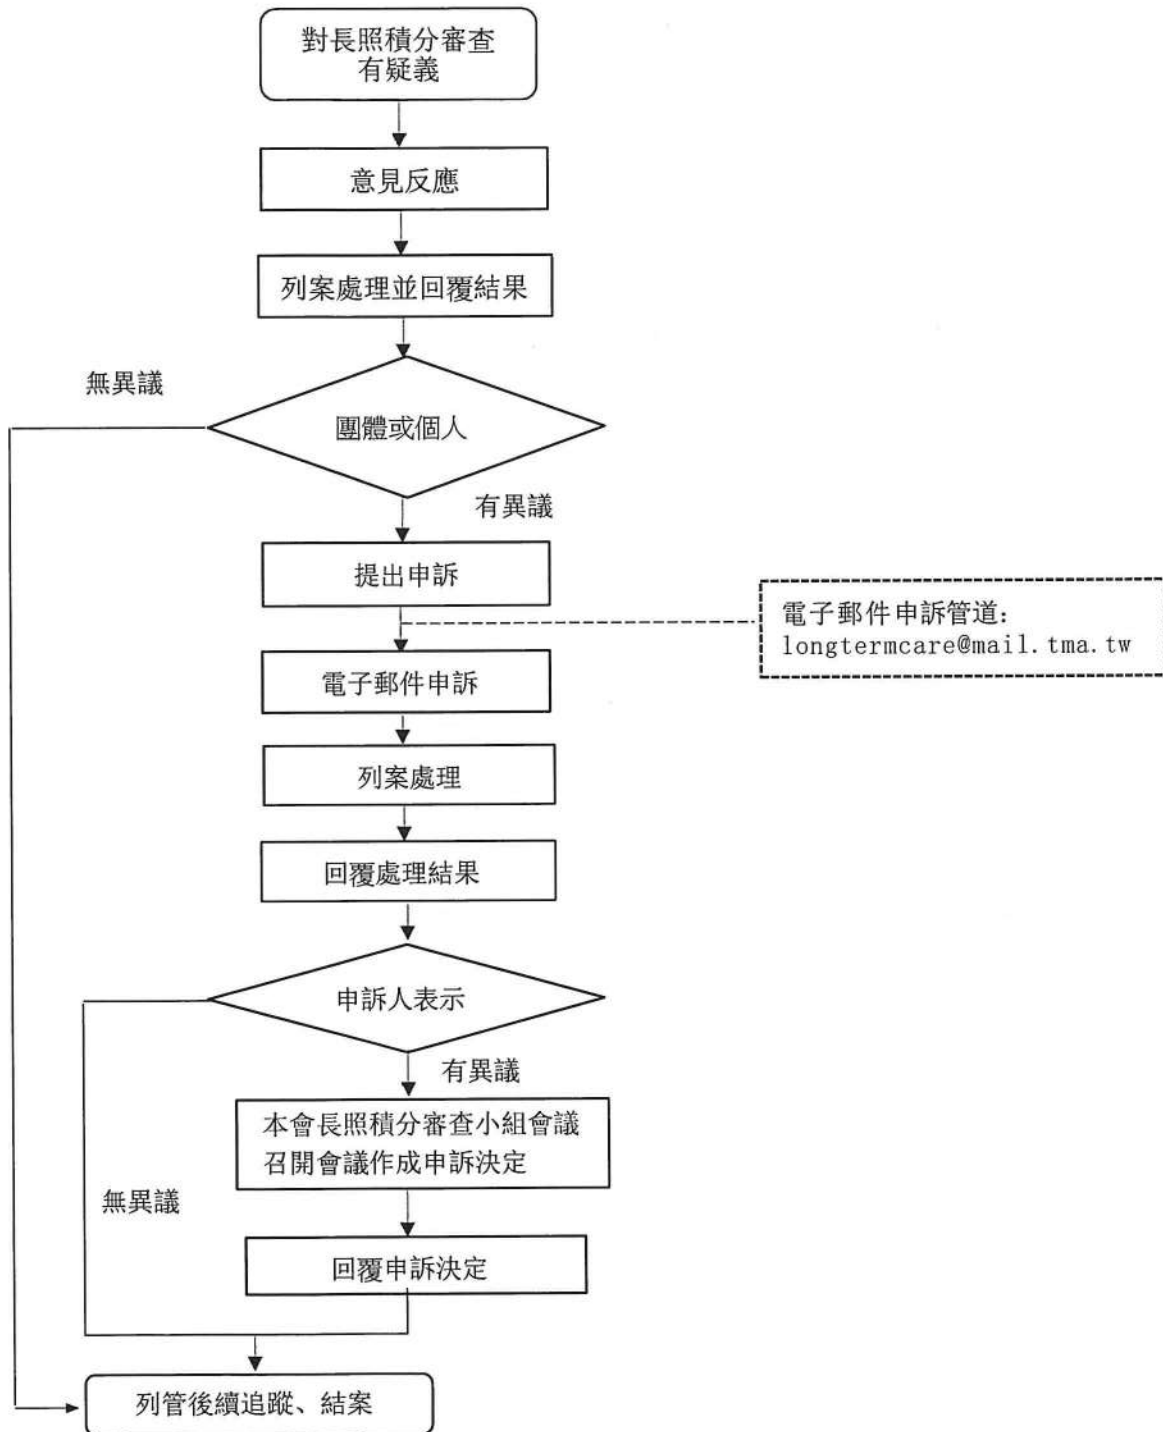 對長照積分審查
有疑義
意見反應
列案處理並回覆結果
無異議
團體或個人
有異議
提出申訴
電子郵件申訴管道:
longtermcare@mail.tma.tw
電子郵件申訴
列案處理
回覆處理結果
申訴人表示
有異議
本會長照積分審查小組會議
召開會議作成申訴決定
無異議
回覆申訴決定
列管後續追蹤、結案